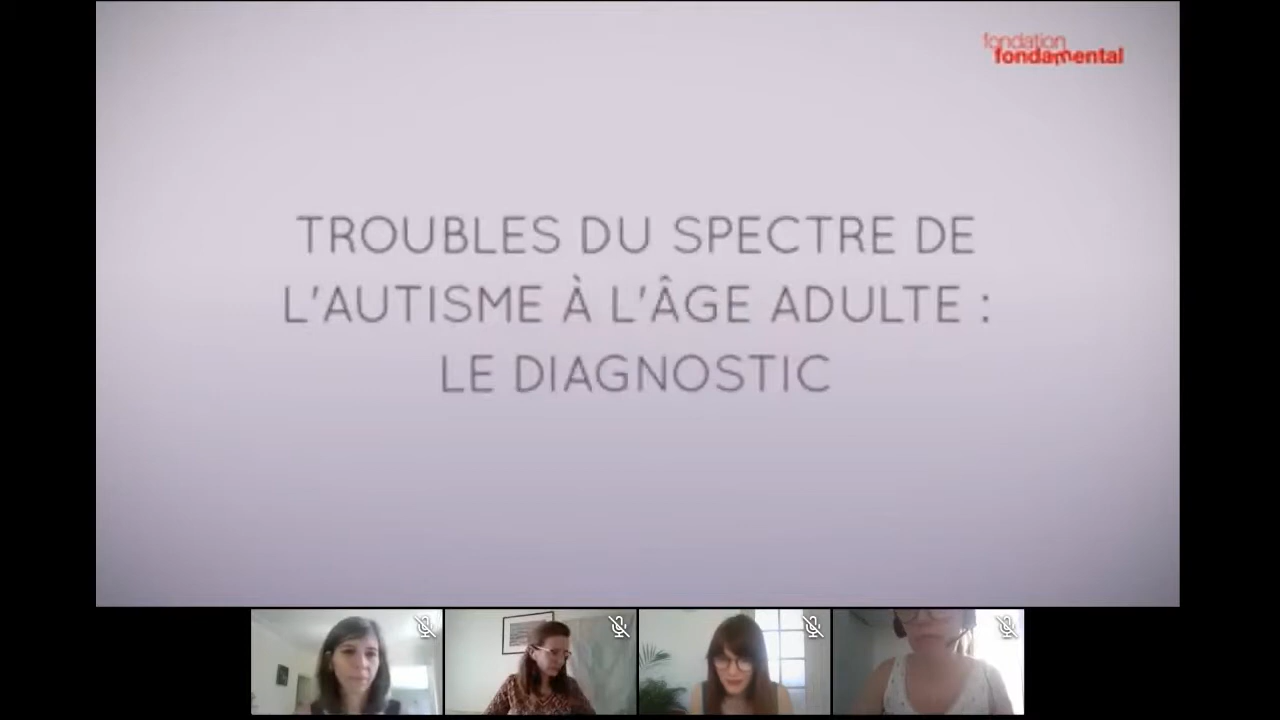 fondation
fondamental
TROUBLES DU SPECTRE DE
L'AUTISME À L'ÂGE ADULTE :
LE DIAGNOSTIC